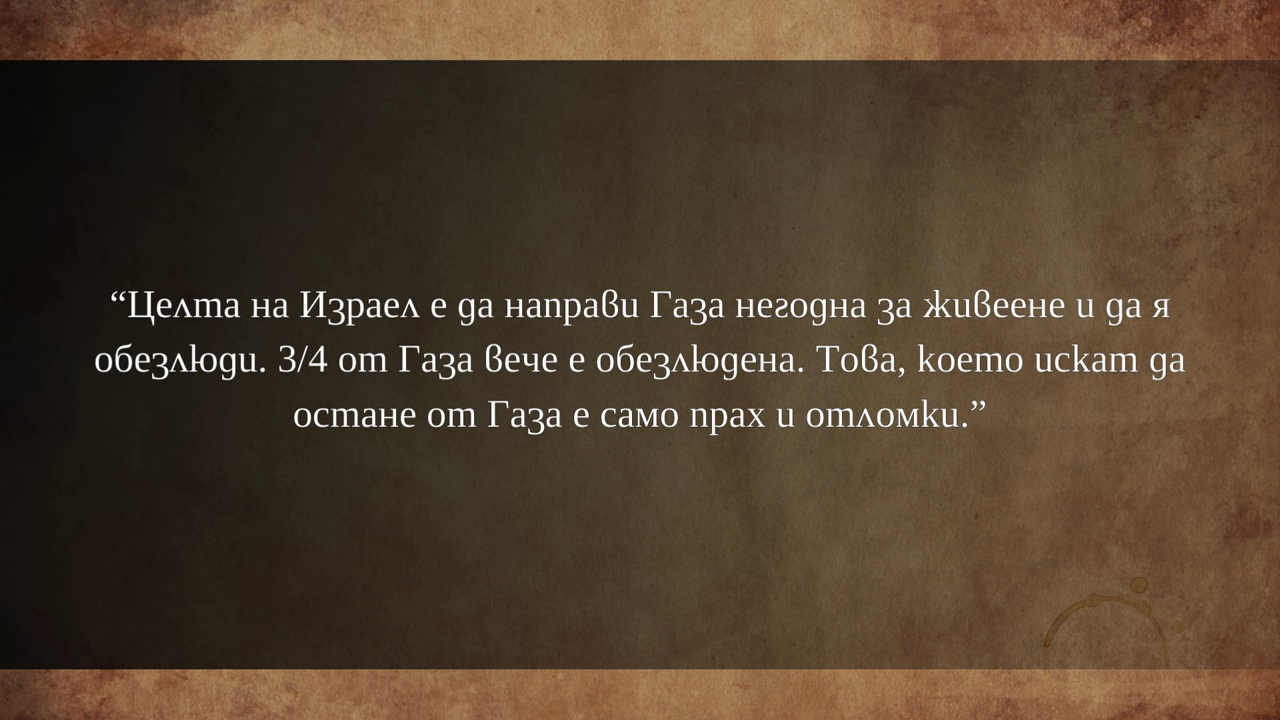 “Целта на Израел е да направи Газа негодна за живеене и да я
обезлюди. 3/4 от Газа вече е обезлюдена. Това, което искат да
остане от Газа е само прах и отломки.”